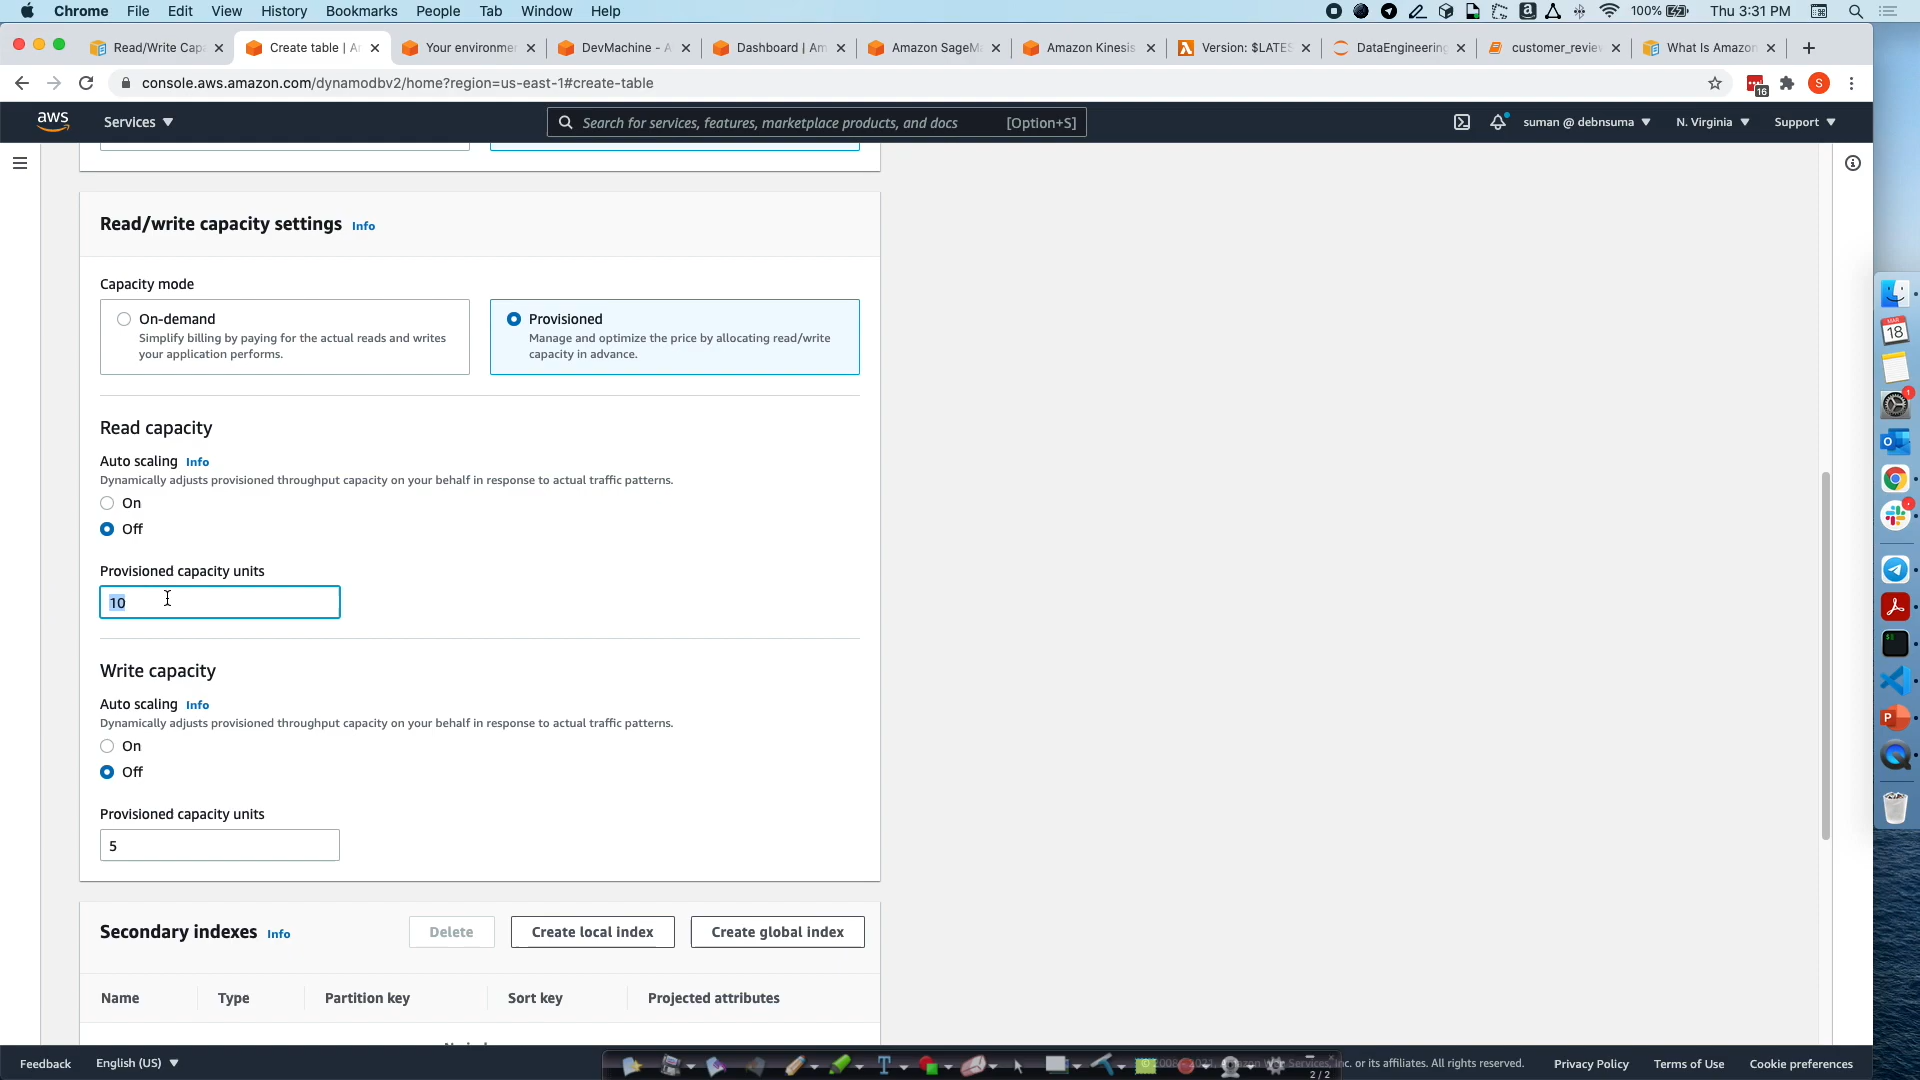 Chrome File Edit View History Bookmarks People Tab Window Help 100% Thu 3:31 PM
Read/Write Cap Create table | A Your environme DevMachine - A Dashboard | Am Amazon SageM Amazon Kinesis Version: $LATES DataEngineering customer_revie What Is Amazon
console.aws.amazon.com/dynamodbv2/home?region=us-east-1#create-table
16
S
aws Services Search for services, features, marketplace products, and docs [Option+S] suman @ debnsuma N. Virginia Support
Read/write capacity settings Info
Capacity mode
On-demand
Simplify billing by paying for the actual reads and writes
your application performs.
Provisioned
Manage and optimize the price by allocating read/write
capacity in advance.
Read capacity
Auto scaling Info
Dynamically adjusts provisioned throughput capacity on your behalf in response to actual traffic patterns.
On
Off
Provisioned capacity units
10
Write capacity
Auto scaling Info
Dynamically adjusts provisioned throughput capacity on your behalf in response to actual traffic patterns.
On
Off
Provisioned capacity units
5
Secondary indexes Info Delete Create local index Create global index
Name Type Partition key Sort key Projected attributes
Feedback English (US) Services, Inc. or its affiliates. All rights reserved. Privacy Policy Terms of Use Cookie preferences
2 / 2
MAR
18